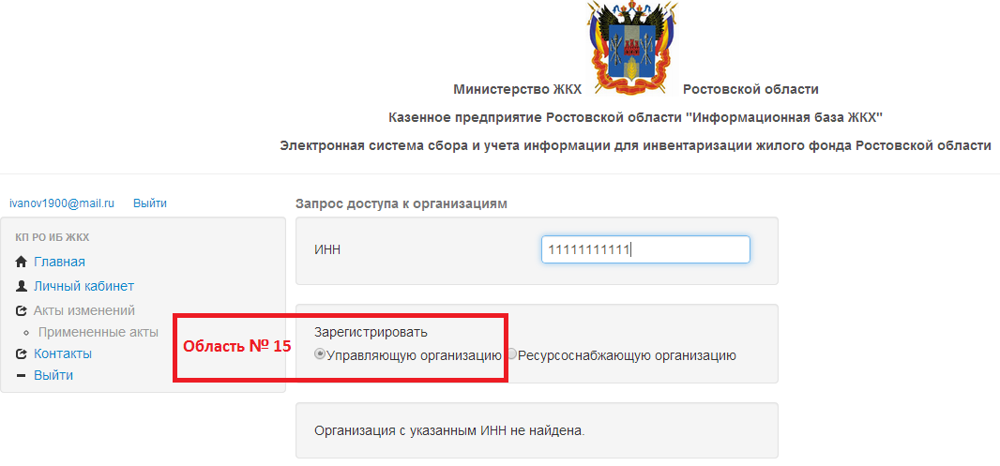 Министерство ЖКХ Ростовской области
Казенное предприятие Ростовской области "Информационная база ЖКХ"
Электронная система сбора и учета информации для инвентаризации жилого фонда Ростовской области
ivanov1900@mail.ru Выйти
КП РО ИБ ЖКХ
Главная
Личный кабинет
Акты изменений
Примененные акты
Контакты
Выйти
Запрос доступа к организациям
ИНН 11111111111
Область № 15
Зарегистрировать
Управляющую организацию Ресурсоснабжающую организацию
Организация с указанным ИНН не найдена.